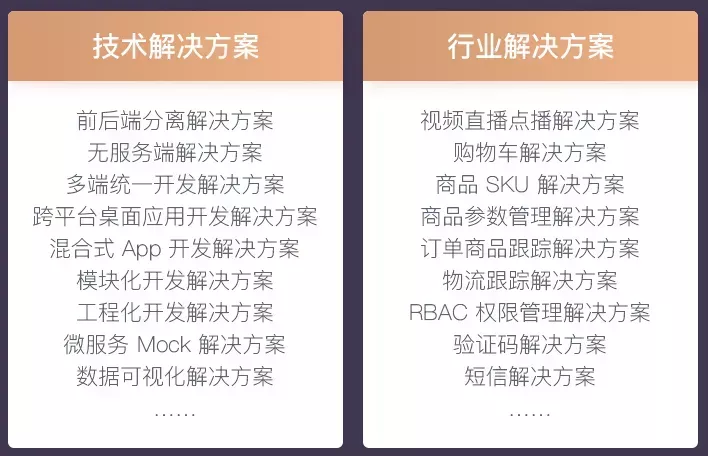 技术解决方案
前后端分离解决方案
无服务端解决方案
多端统一开发解决方案
跨平台桌面应用开发解决方案
混合式 App 开发解决方案
模块化开发解决方案
工程化开发解决方案
微服务 Mock 解决方案
数据可视化解决方案
......
行业解决方案
视频直播点播解决方案
购物车解决方案
商品 SKU 解决方案
商品参数管理解决方案
订单商品跟踪解决方案
物流跟踪解决方案
RBAC 权限管理解决方案
验证码解决方案
短信解决方案
......